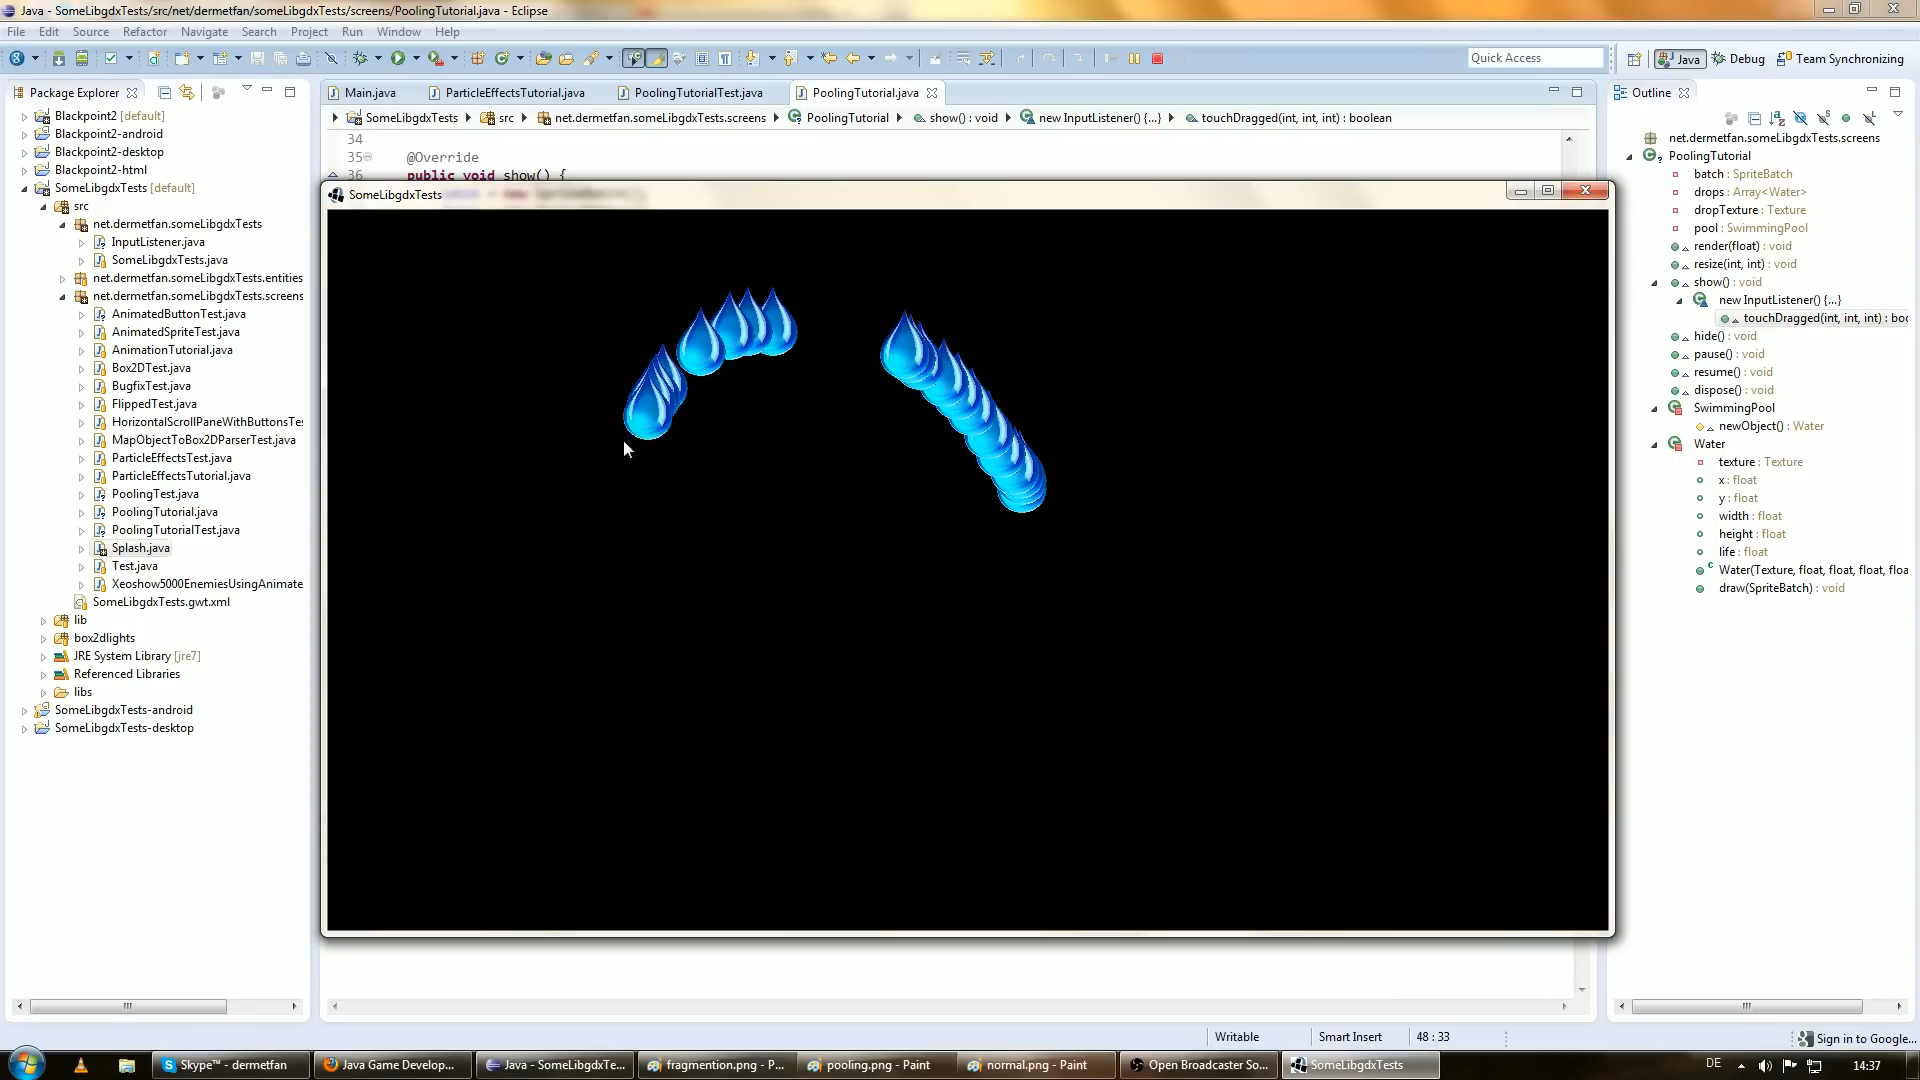 Java - SomeLibgdxTests/src/net/dermetfan/someLibgdxTests/screens/PoolingTutorial.java - Eclipse
File Edit Source Refactor Navigate Search Project Run Window Help
Quick Access
Java Debug Team Synchronizing
Package Explorer
Blackpoint2 [default]
Blackpoint2-android
Blackpoint2-desktop
Blackpoint2-html
SomeLibgdxTests [default]
src
net.dermetfan.someLibgdxTests
InputListener.java
SomeLibgdxTests.java
net.dermetfan.someLibgdxTests.entities
net.dermetfan.someLibgdxTests.screens
AnimatedButtonTest.java
AnimatedSpriteTest.java
AnimationTutorial.java
Box2DTest.java
BugfixTest.java
FlippedTest.java
HorizontalScrollPaneWithButtonsTes
MapObjectToBox2DParserTest.java
ParticleEffectsTest.java
ParticleEffectsTutorial.java
PoolingTest.java
PoolingTutorial.java
PoolingTutorialTest.java
Splash.java
Test.java
Xeoshow5000EnemiesUsingAnimate
SomeLibgdxTests.gwt.xml
lib
box2dlights
JRE System Library [jre7]
Referenced Libraries
libs
SomeLibgdxTests-android
SomeLibgdxTests-desktop
Main.java ParticleEffectsTutorial.java PoolingTutorialTest.java PoolingTutorial.java
SomeLibgdxTests src net.dermetfan.someLibgdxTests.screens PoolingTutorial show() : void new InputListener() {...} touchDragged(int, int, int) : boolean
34
35 @Override
36 public void show() {
SomeLibgdxTests
Outline
net.dermetfan.someLibgdxTests.screens
PoolingTutorial
batch : SpriteBatch
drops : Array<Water>
dropTexture : Texture
pool : SwimmingPool
render(float) : void
resize(int, int) : void
show() : void
new InputListener() {...}
touchDragged(int, int, int) : boo
hide() : void
pause() : void
resume() : void
dispose() : void
SwimmingPool
newObject() : Water
Water
texture : Texture
x : float
y : float
width : float
height : float
life : float
Water(Texture, float, float, float, floa
draw(SpriteBatch) : void
Writable Smart Insert 48 : 33
Sign in to Google...
Skype™ - dermetfan Java Game Develop... Java - SomeLibgdxTe... fragmention.png - P... pooling.png - Paint normal.png - Paint Open Broadcaster So... SomeLibgdxTests DE 14:37